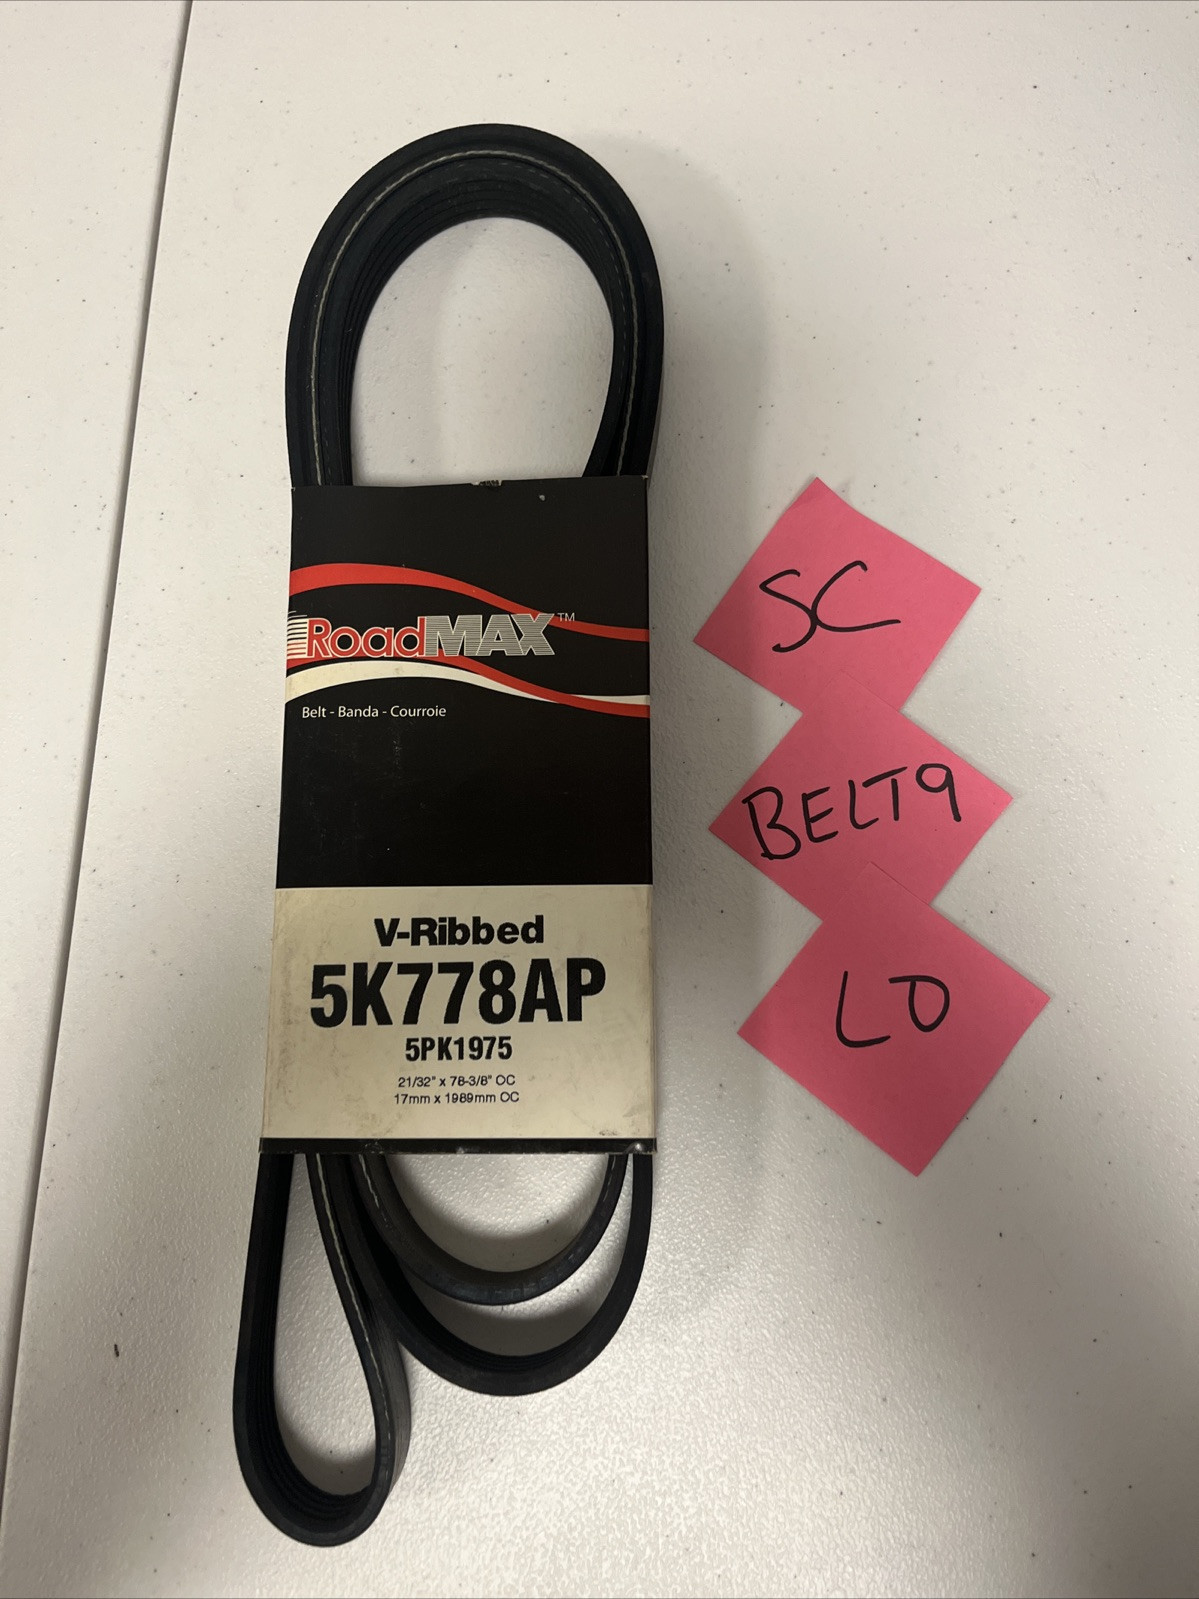 RoadMAX™
Belt - Banda - Courroie
V-Ribbed
5K778AP
5PK1975
21/32" x 78-3/8" OC
17mm x 1989mm OC
SC
BELT9
LO